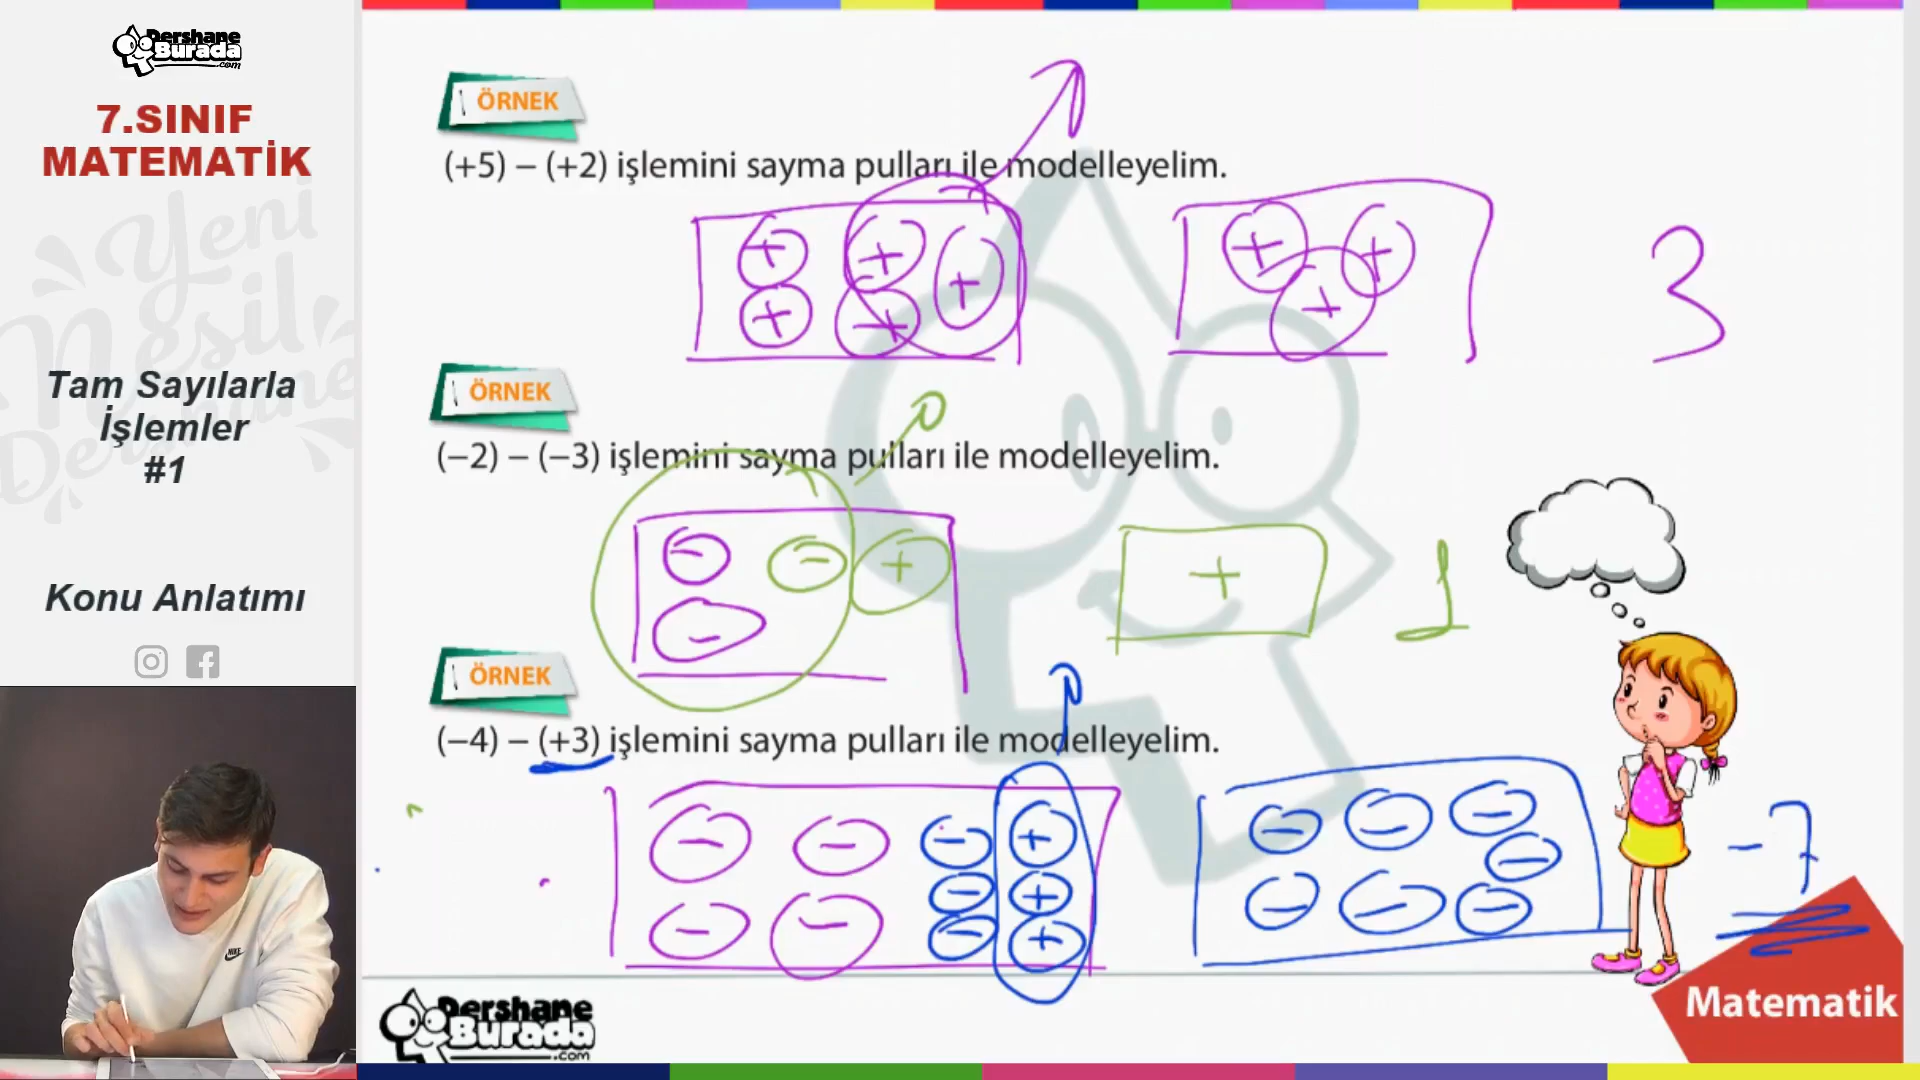 Dershane
Burada
.com
7.SINIF
MATEMATİK
Yeni
Nesil
Dershane
Tam Sayılarla
İşlemler
#1
Konu Anlatımı
ÖRNEK
(+5) − (+2) işlemini sayma pulları ile modelleyelim.
+ + +
+ +
+ +
+
3
ÖRNEK
(−2) − (−3) işlemini sayma pulları ile modelleyelim.
− − +
−
+
1
ÖRNEK
(−4) − (+3) işlemini sayma pulları ile modelleyelim.
− − − +
− +
− − − +
− − −
−
− − −
-7
NIKE
Dershane
Burada
.com
Matematik